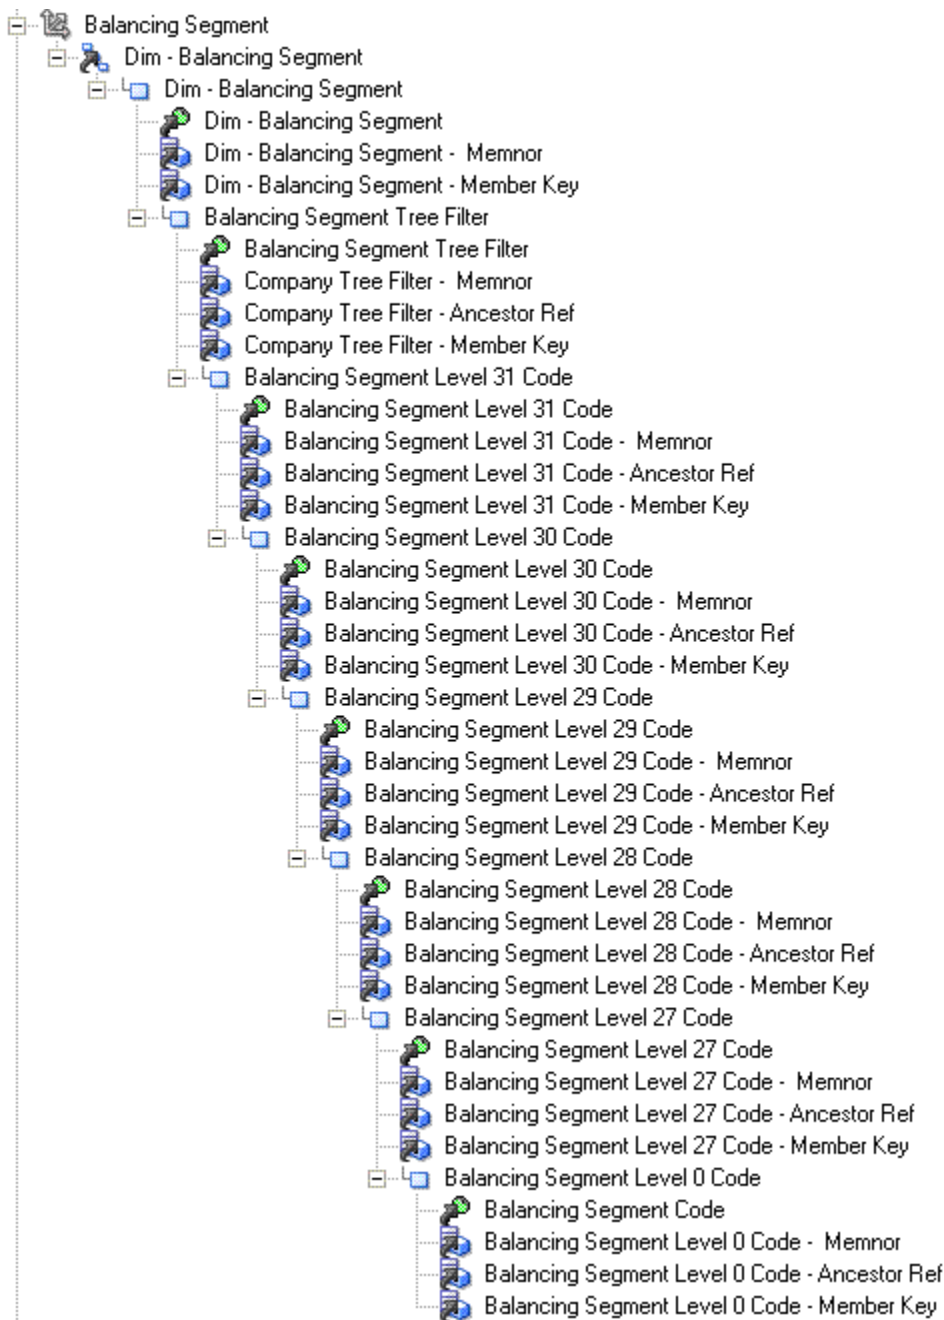 Balancing Segment
Dim - Balancing Segment
Dim - Balancing Segment
Dim - Balancing Segment
Dim - Balancing Segment -  Memnor
Dim - Balancing Segment - Member Key
Balancing Segment Tree Filter
Balancing Segment Tree Filter
Company Tree Filter -  Memnor
Company Tree Filter - Ancestor Ref
Company Tree Filter - Member Key
Balancing Segment Level 31 Code
Balancing Segment Level 31 Code
Balancing Segment Level 31 Code -  Memnor
Balancing Segment Level 31 Code - Ancestor Ref
Balancing Segment Level 31 Code - Member Key
Balancing Segment Level 30 Code
Balancing Segment Level 30 Code
Balancing Segment Level 30 Code -  Memnor
Balancing Segment Level 30 Code - Ancestor Ref
Balancing Segment Level 30 Code - Member Key
Balancing Segment Level 29 Code
Balancing Segment Level 29 Code
Balancing Segment Level 29 Code -  Memnor
Balancing Segment Level 29 Code - Ancestor Ref
Balancing Segment Level 29 Code - Member Key
Balancing Segment Level 28 Code
Balancing Segment Level 28 Code
Balancing Segment Level 28 Code -  Memnor
Balancing Segment Level 28 Code - Ancestor Ref
Balancing Segment Level 28 Code - Member Key
Balancing Segment Level 27 Code
Balancing Segment Level 27 Code
Balancing Segment Level 27 Code -  Memnor
Balancing Segment Level 27 Code - Ancestor Ref
Balancing Segment Level 27 Code - Member Key
Balancing Segment Level 0 Code
Balancing Segment Code
Balancing Segment Level 0 Code -  Memnor
Balancing Segment Level 0 Code - Ancestor Ref
Balancing Segment Level 0 Code - Member Key